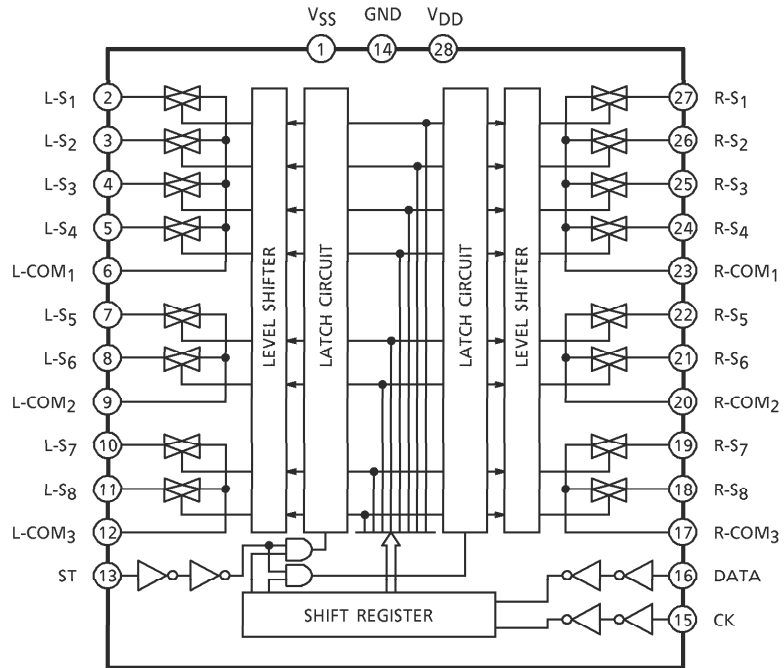 VSS GND VDD
1 14 28
L-S1 2 27 R-S1
L-S2 3 26 R-S2
L-S3 4 25 R-S3
L-S4 5 24 R-S4
L-COM1 6 23 R-COM1
L-S5 7 22 R-S5
L-S6 8 21 R-S6
L-COM2 9 20 R-COM2
L-S7 10 19 R-S7
L-S8 11 18 R-S8
L-COM3 12 17 R-COM3
ST 13 16 DATA
15 CK
LEVEL SHIFTER
LATCH CIRCUIT
LATCH CIRCUIT
LEVEL SHIFTER
SHIFT REGISTER